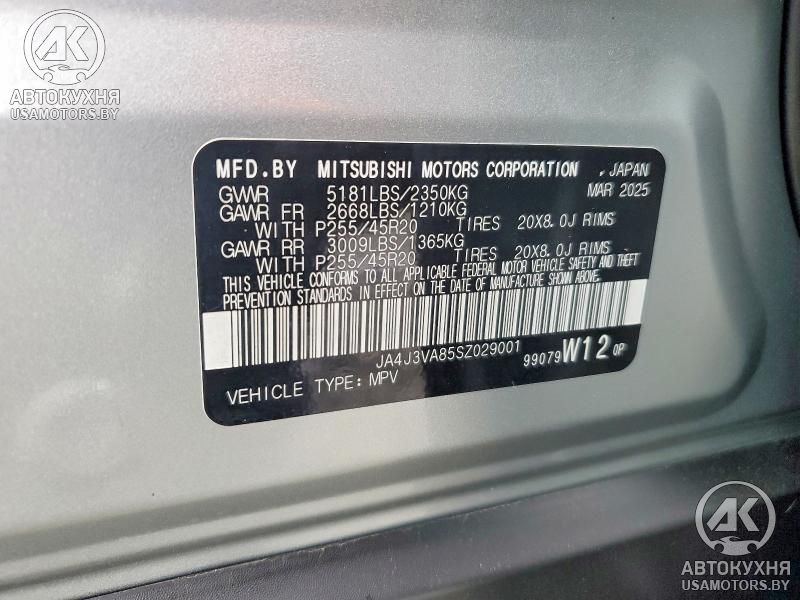 AK
АВТОКУХНЯ
USAMOTORS.BY
MFD.BY MITSUBISHI MOTORS CORPORATION , JAPAN
GVWR 5181LBS/2350KG MAR 2025
GAWR FR 2668LBS/1210KG
WITH P255/45R20 TIRES 20X8.0J RIMS
GAWR RR 3009LBS/1365KG
WITH P255/45R20 TIRES 20X8.0J RIMS
THIS VEHICLE CONFORMS TO ALL APPLICABLE FEDERAL MOTOR VEHICLE SAFETY AND THEFT
PREVENTION STANDARDS IN EFFECT ON THE DATE OF MANUFACTURE SHOWN ABOVE.
JA4J3VA85SZ029001
99079 W12 0P
VEHICLE TYPE: MPV
AK
АВТОКУХНЯ
USAMOTORS.BY